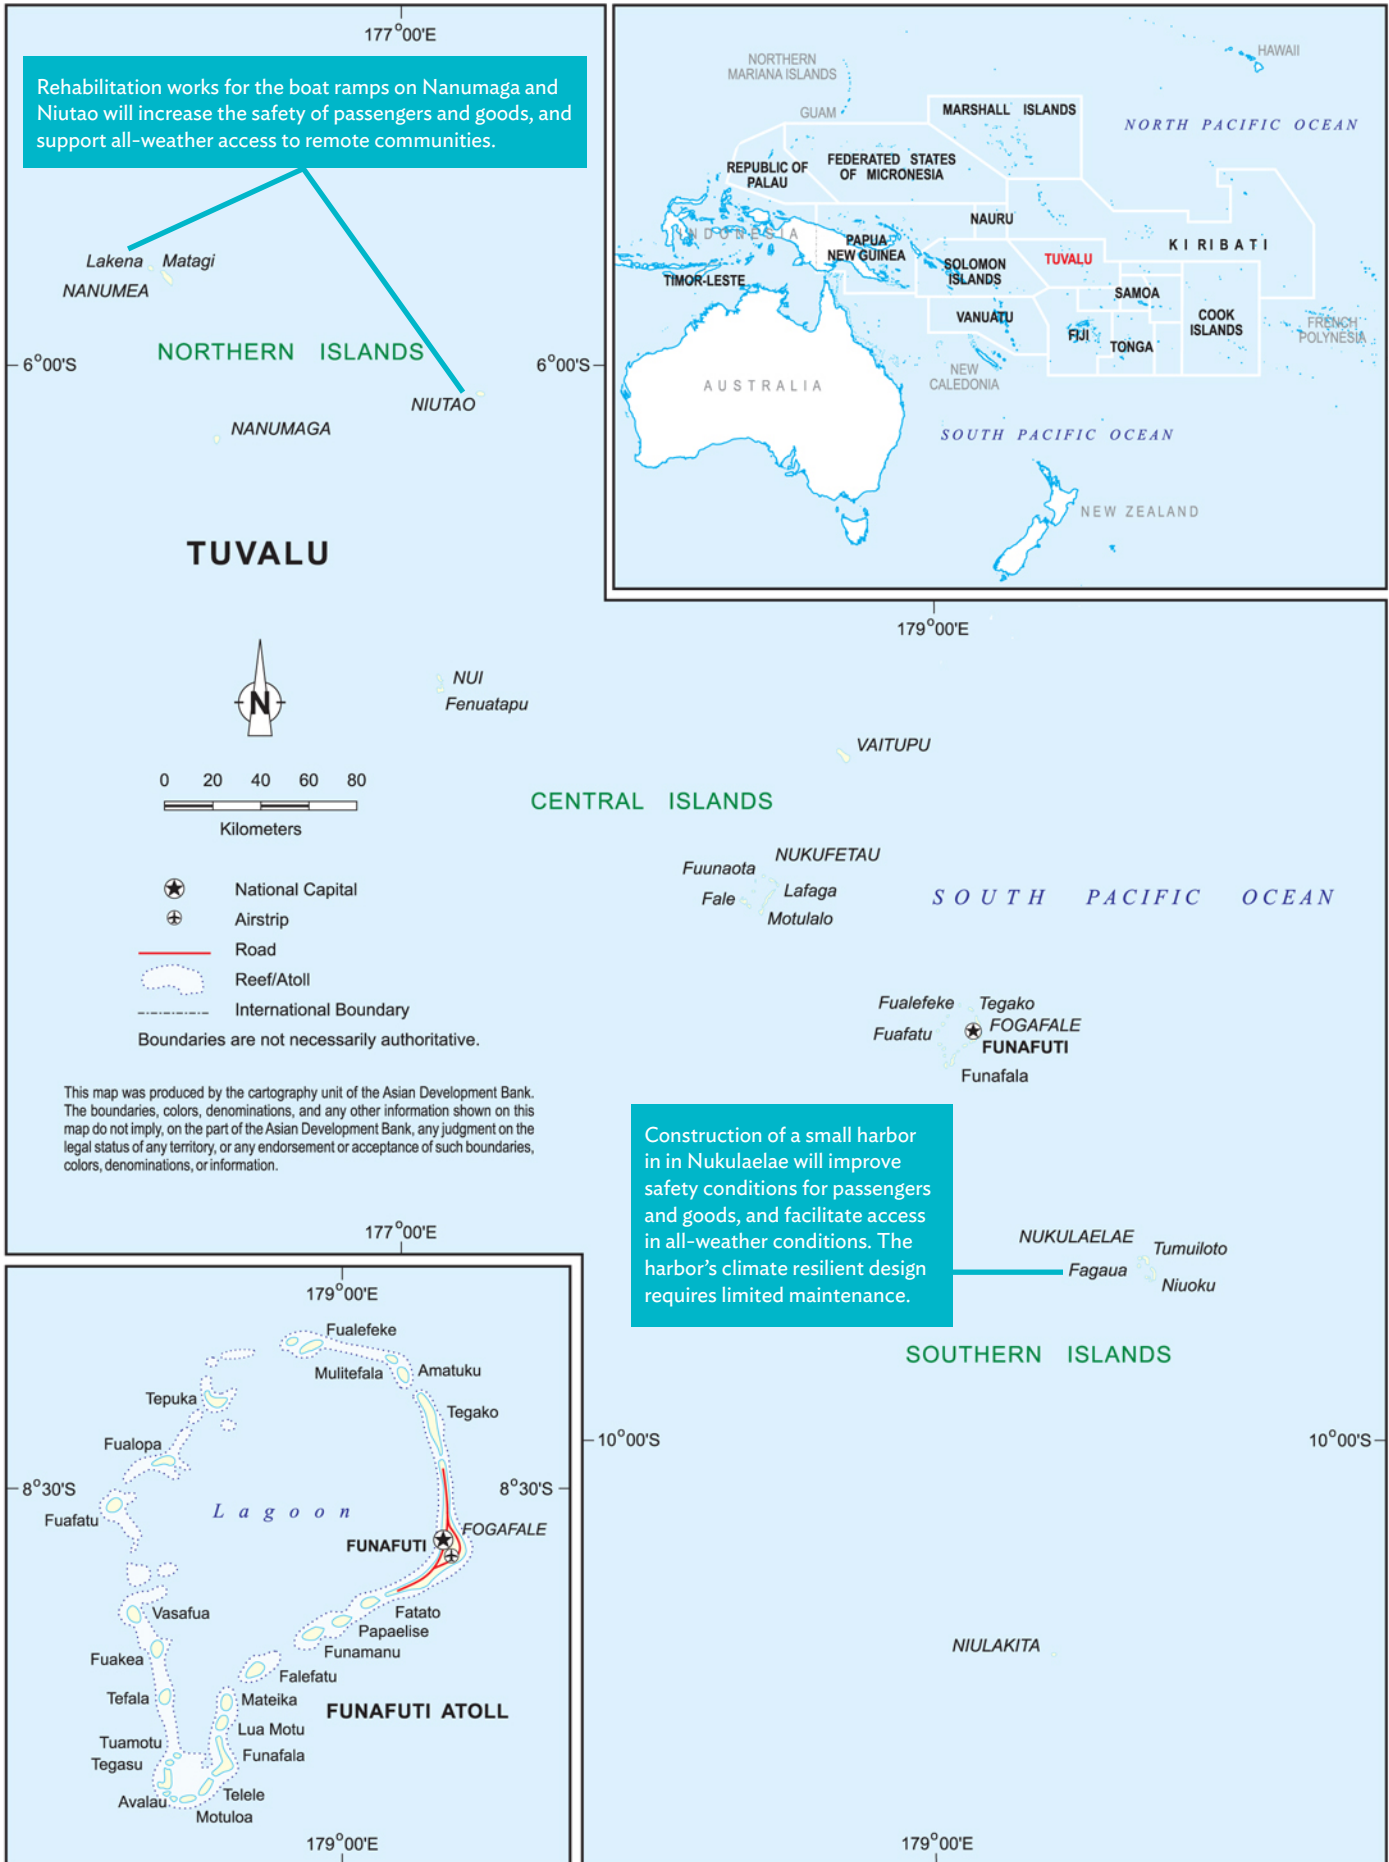 177°00'E
Rehabilitation works for the boat ramps on Nanumaga and
Niutao will increase the safety of passengers and goods, and
support all-weather access to remote communities.
Lakena
Matagi
NANUMEA
NORTHERN ISLANDS
6°00'S
6°00'S
NIUTAO
NANUMAGA
TUVALU
NORTHERN
MARIANA ISLANDS
HAWAII
GUAM
MARSHALL ISLANDS
NORTH PACIFIC OCEAN
REPUBLIC OF
PALAU
FEDERATED STATES
OF MICRONESIA
NAURU
INDONESIA
PAPUA
NEW GUINEA
KIRIBATI
SOLOMON
ISLANDS
TUVALU
TIMOR-LESTE
SAMOA
VANUATU
COOK
ISLANDS
FIJI
TONGA
FRENCH
POLYNESIA
NEW
CALEDONIA
AUSTRALIA
SOUTH PACIFIC OCEAN
NEW ZEALAND
179°00'E
N
NUI
Fenuatapu
VAITUPU
0 20 40 60 80
Kilometers
CENTRAL ISLANDS
NUKUFETAU
Fuunaota
Fale
Lafaga
Motulalo
SOUTH PACIFIC OCEAN
National Capital
Airstrip
Road
Reef/Atoll
International Boundary
Boundaries are not necessarily authoritative.
Fualefeke
Tegako
Fuafatu
FOGAFALE
FUNAFUTI
Funafala
This map was produced by the cartography unit of the Asian Development Bank.
The boundaries, colors, denominations, and any other information shown on this
map do not imply, on the part of the Asian Development Bank, any judgment on the
legal status of any territory, or any endorsement or acceptance of such boundaries,
colors, denominations, or information.
Construction of a small harbor
in in Nukulaelae will improve
safety conditions for passengers
and goods, and facilitate access
in all-weather conditions. The
harbor's climate resilient design
requires limited maintenance.
177°00'E
NUKULAELAE
Tumuiloto
Fagaua
Niuoku
SOUTHERN ISLANDS
10°00'S
10°00'S
NIULAKITA
179°00'E
179°00'E
Fualefeke
Mulitefala
Amatuku
Tepuka
Tegako
Fualopa
8°30'S
8°30'S
Lagoon
Fuafatu
FOGAFALE
FUNAFUTI
Vasafua
Fatato
Papaelise
Funamanu
Fuakea
Falefatu
Tefala
Mateika
FUNAFUTI ATOLL
Lua Motu
Tuamotu
Funafala
Tegasu
Telele
Avalau
Motuloa
179°00'E